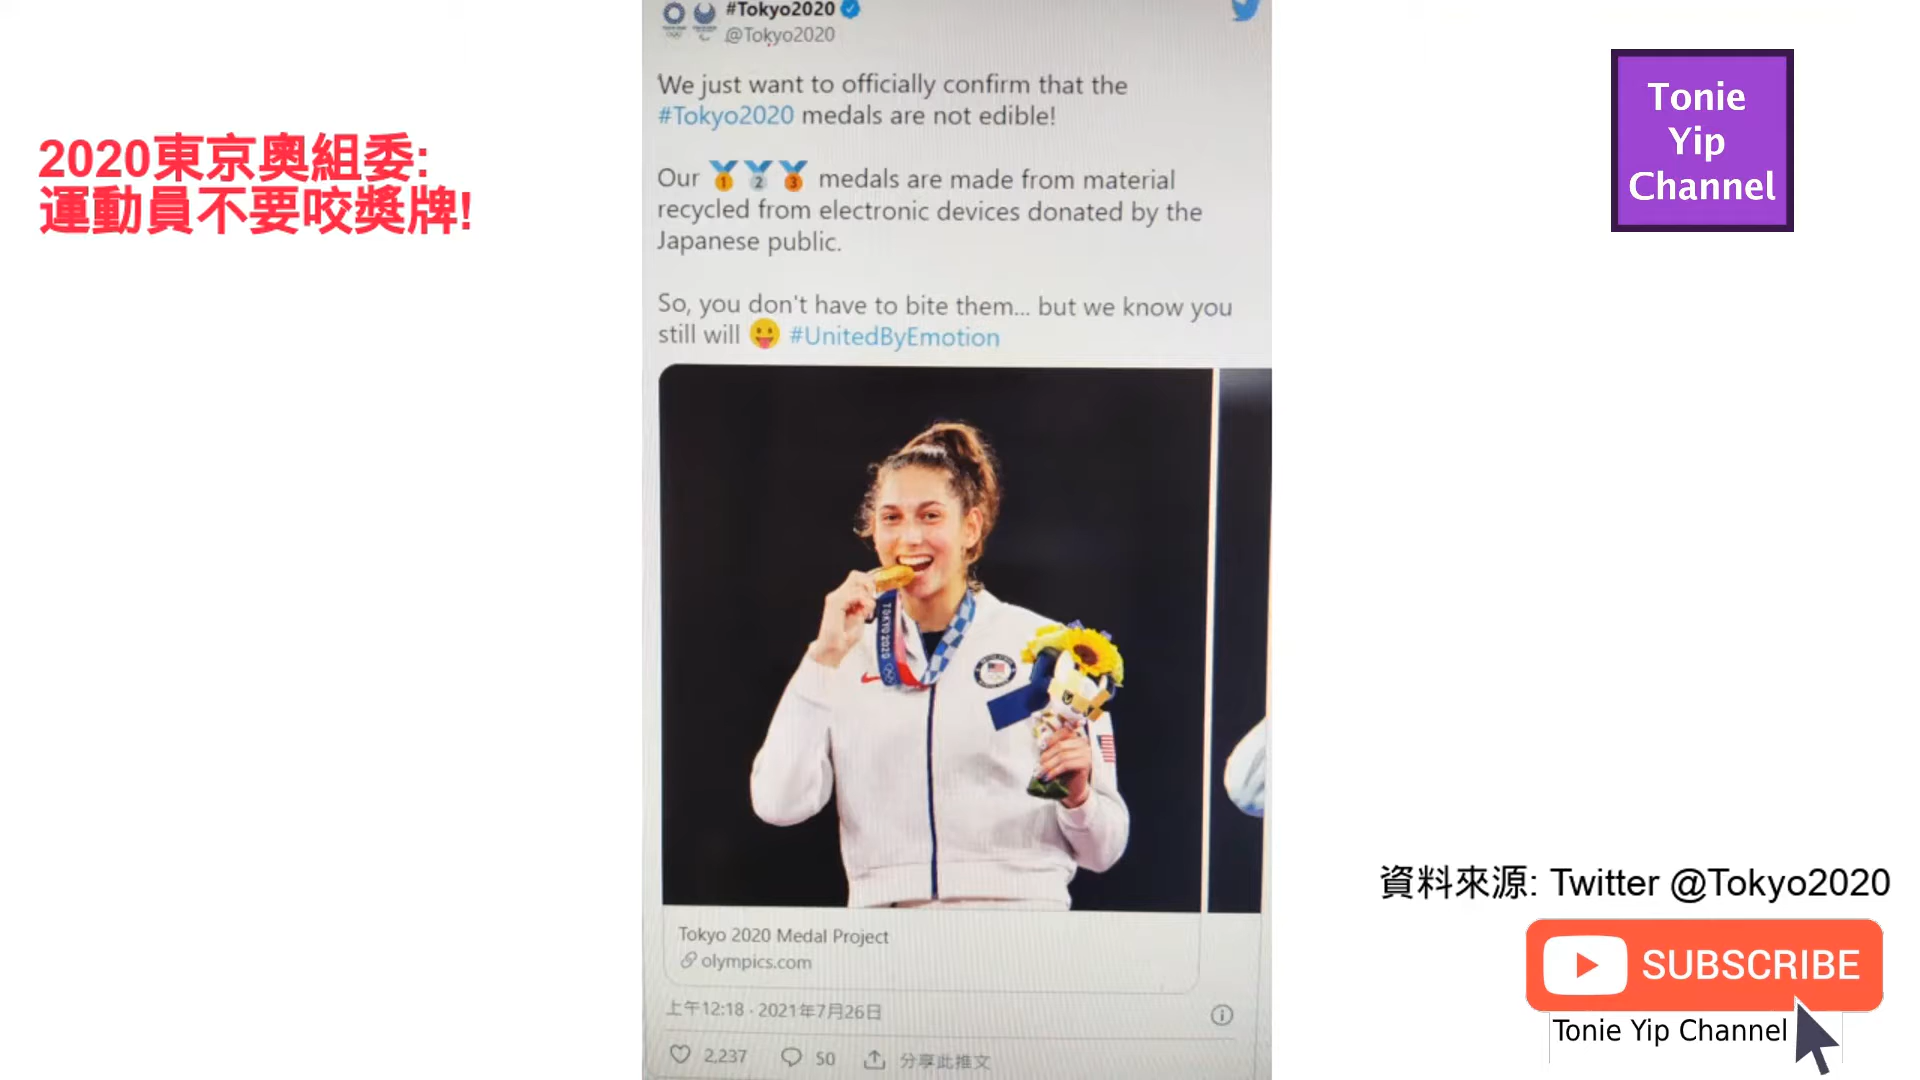 2020東京奧組委:
運動員不要咬獎牌!
#Tokyo2020
@Tokyo2020
We just want to officially confirm that the
#Tokyo2020 medals are not edible!
Our 🥇🥈🥉 medals are made from material
recycled from electronic devices donated by the
Japanese public.
So, you don't have to bite them... but we know you
still will 😛 #UnitedByEmotion
TOKYO 2020
Tokyo 2020 Medal Project
olympics.com
上午12:18 · 2021年7月26日
2,237
50
分享此推文
Tonie
Yip
Channel
資料來源: Twitter @Tokyo2020
SUBSCRIBE
Tonie Yip Channel